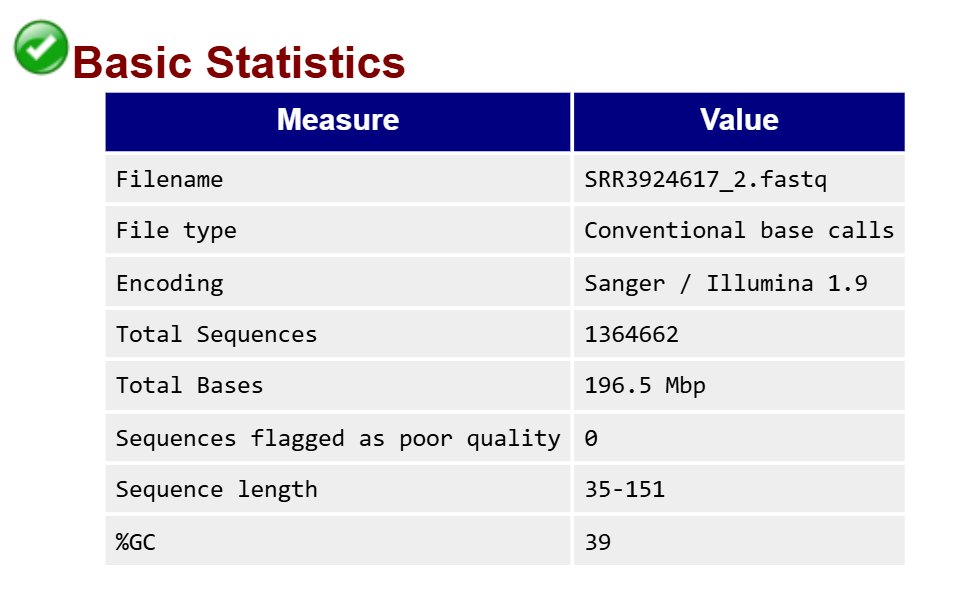 Basic Statistics
Measure Value
Filename SRR3924617_2.fastq
File type Conventional base calls
Encoding Sanger / Illumina 1.9
Total Sequences 1364662
Total Bases 196.5 Mbp
Sequences flagged as poor quality 0
Sequence length 35-151
%GC 39